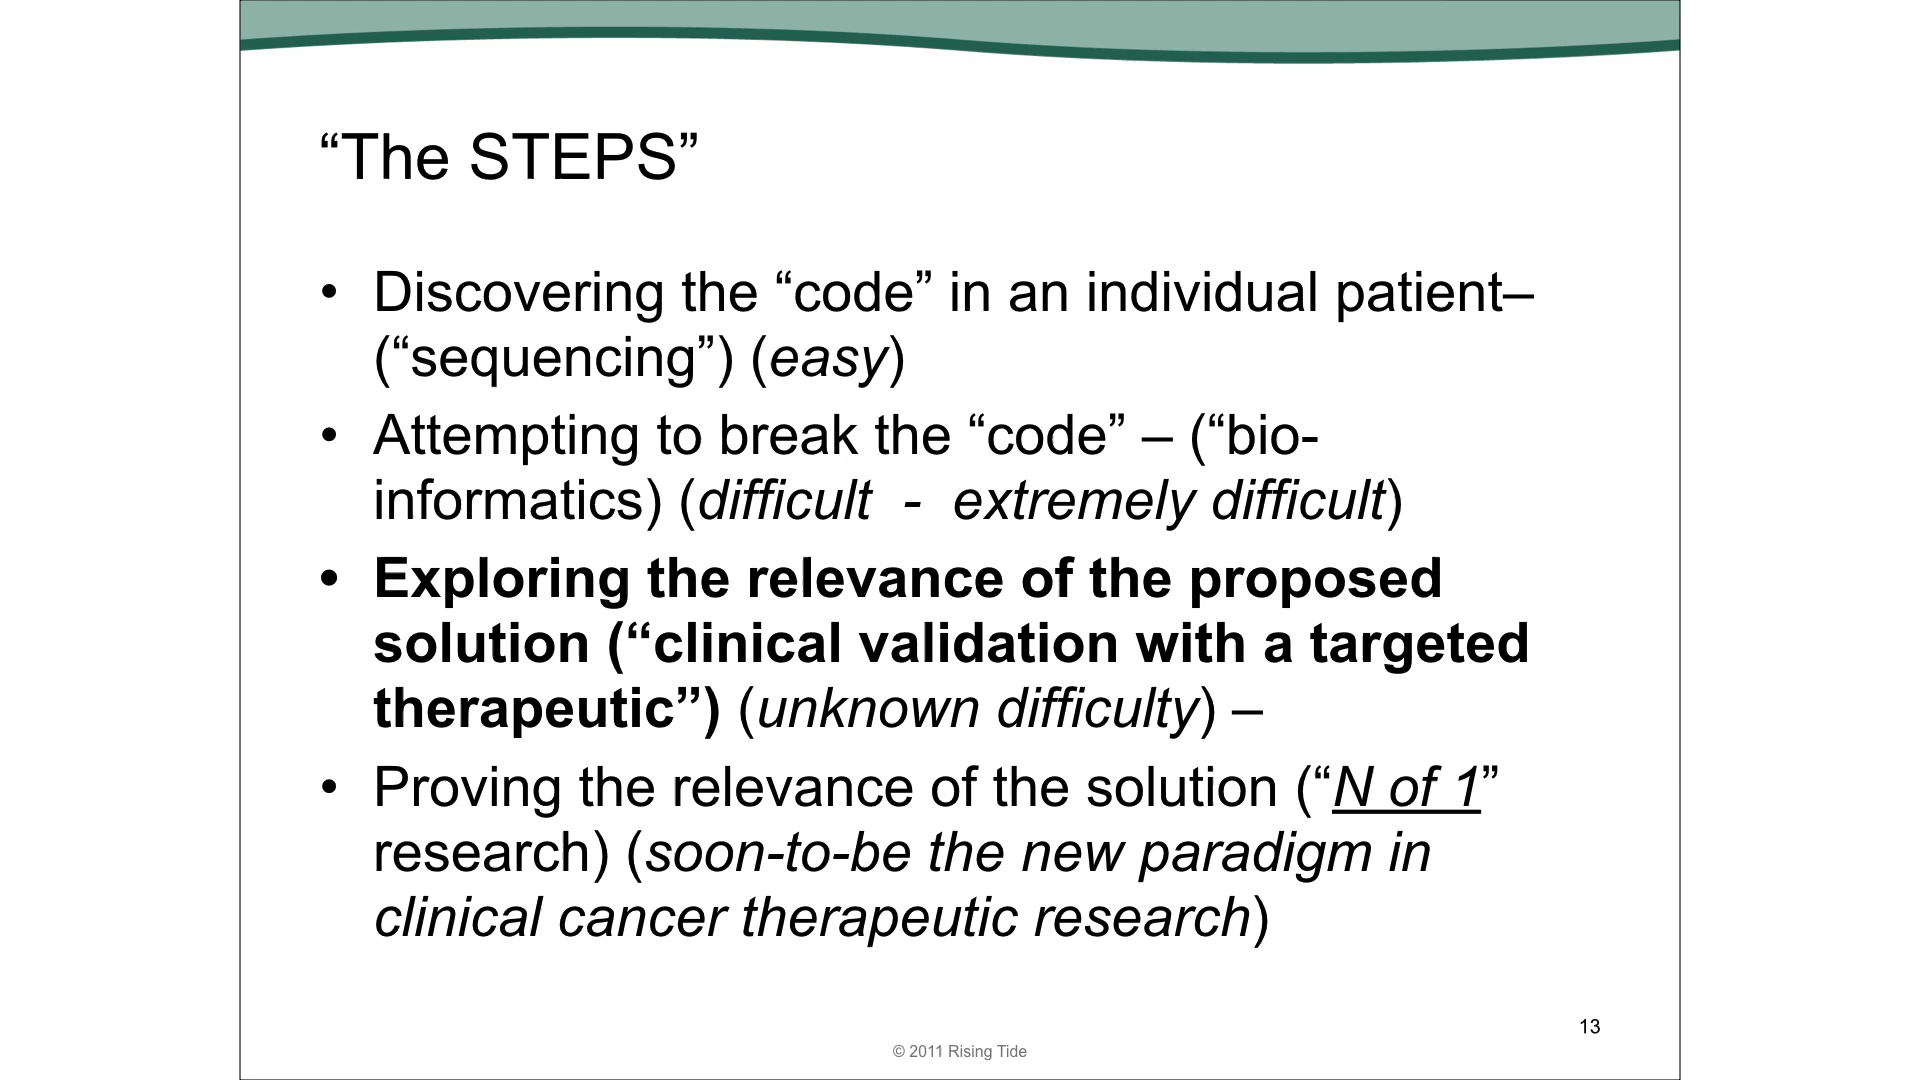 “The STEPS”
• Discovering the “code” in an individual patient–
(“sequencing”) (easy)
• Attempting to break the “code” – (“bio-
informatics) (difficult  -  extremely difficult)
• Exploring the relevance of the proposed
solution (“clinical validation with a targeted
therapeutic”) (unknown difficulty) –
• Proving the relevance of the solution (“N of 1”
research) (soon-to-be the new paradigm in
clinical cancer therapeutic research)
13
© 2011 Rising Tide